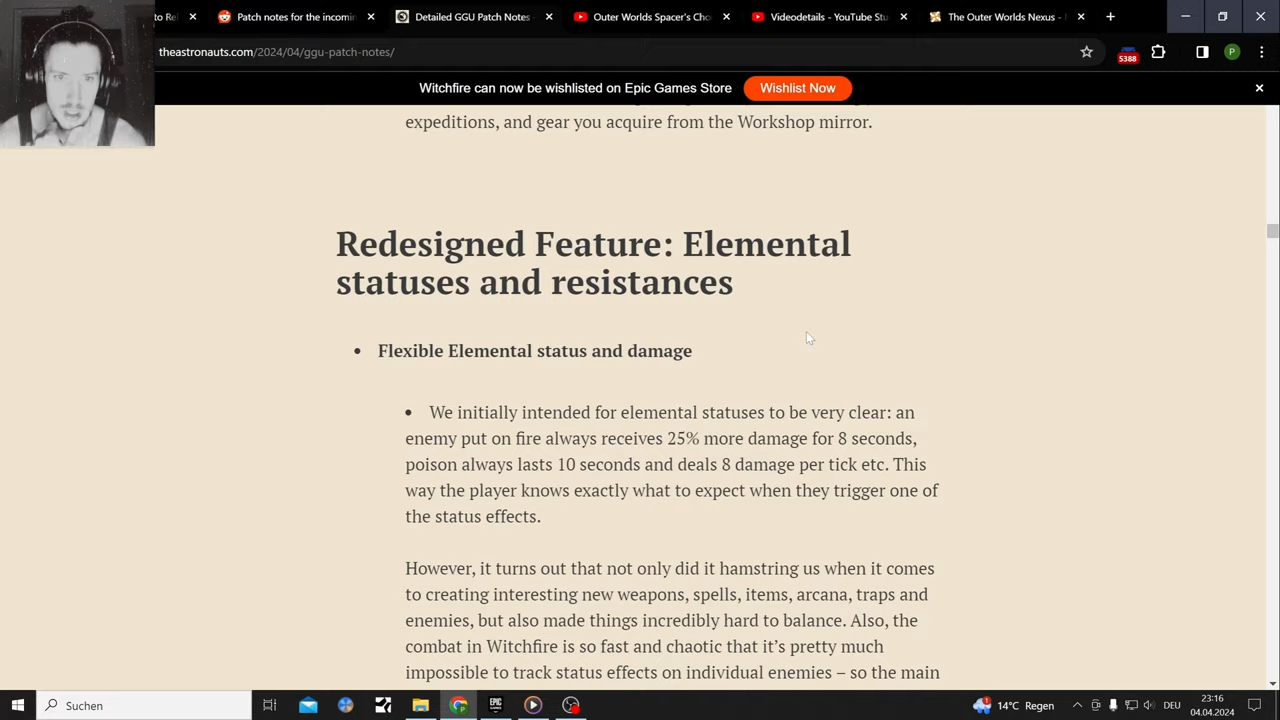 to Rel
Patch notes for the incomin
Detailed GGU Patch Notes
Outer Worlds Spacer's Cho
Videodetails - YouTube Stu
The Outer Worlds Nexus -
theastronauts.com/2024/04/ggu-patch-notes/
5388
P
Witchfire can now be wishlisted on Epic Games Store
Wishlist Now
expeditions, and gear you acquire from the Workshop mirror.
Redesigned Feature: Elemental
statuses and resistances
• Flexible Elemental status and damage
• We initially intended for elemental statuses to be very clear: an
enemy put on fire always receives 25% more damage for 8 seconds,
poison always lasts 10 seconds and deals 8 damage per tick etc. This
way the player knows exactly what to expect when they trigger one of
the status effects.
However, it turns out that not only did it hamstring us when it comes
to creating interesting new weapons, spells, items, arcana, traps and
enemies, but also made things incredibly hard to balance. Also, the
combat in Witchfire is so fast and chaotic that it's pretty much
impossible to track status effects on individual enemies – so the main
Suchen
EPIC
14°C Regen
DEU
23:16
04.04.2024